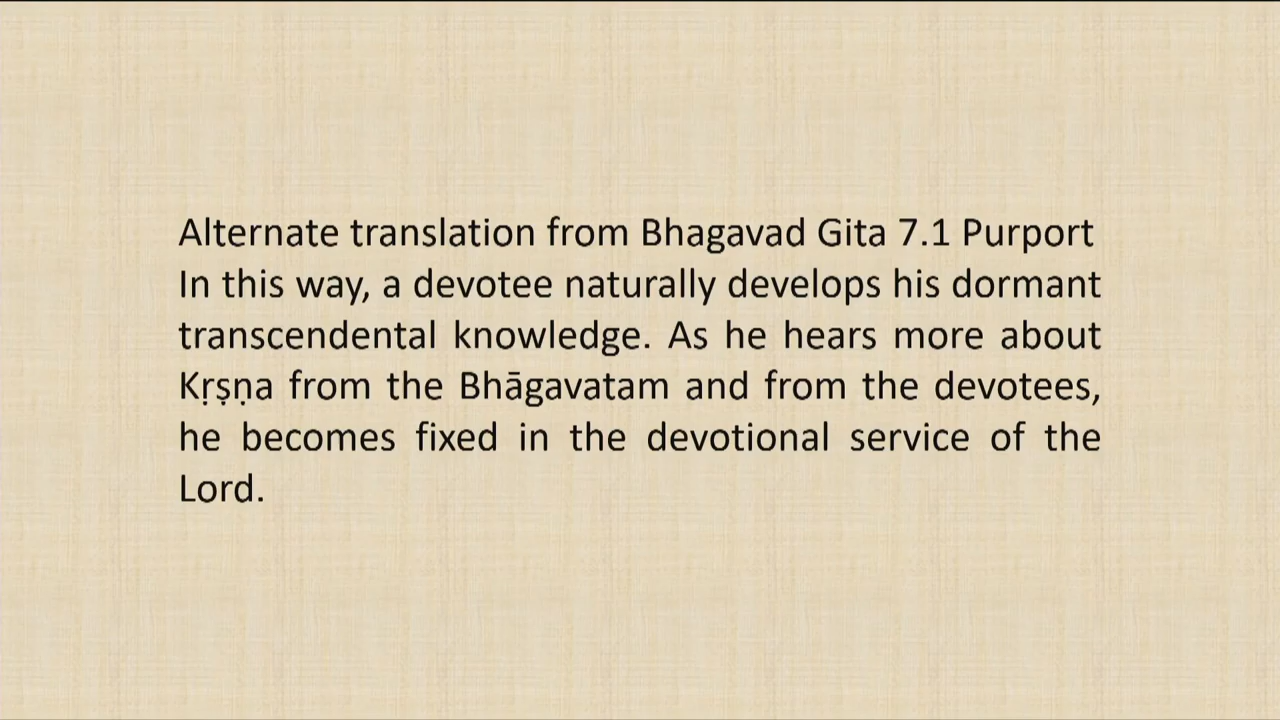 Alternate translation from Bhagavad Gita 7.1 Purport
In this way, a devotee naturally develops his dormant
transcendental knowledge. As he hears more about
Kṛṣṇa from the Bhāgavatam and from the devotees,
he becomes fixed in the devotional service of the
Lord.